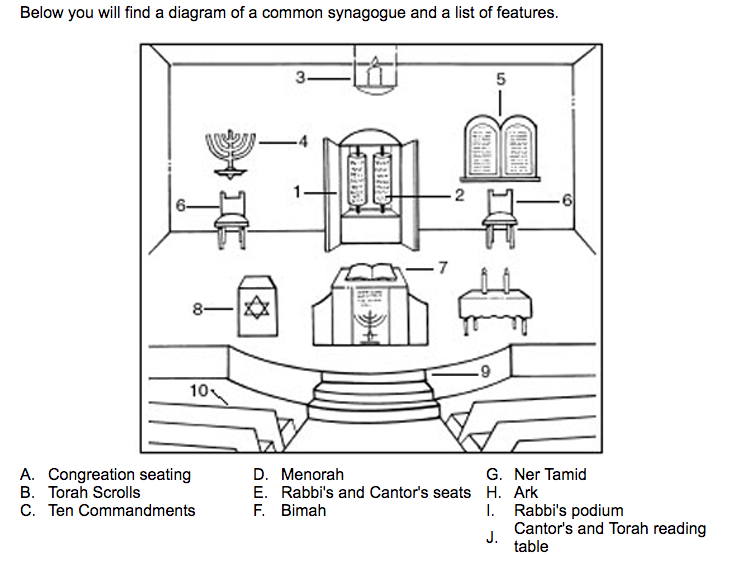 Below you will find a diagram of a common synagogue and a list of features.
3
5
4
1
2
6
6
7
8
9
10
A. Congreation seating
B. Torah Scrolls
C. Ten Commandments
D. Menorah
E. Rabbi's and Cantor's seats
F. Bimah
G. Ner Tamid
H. Ark
I. Rabbi's podium
J. Cantor's and Torah reading
table